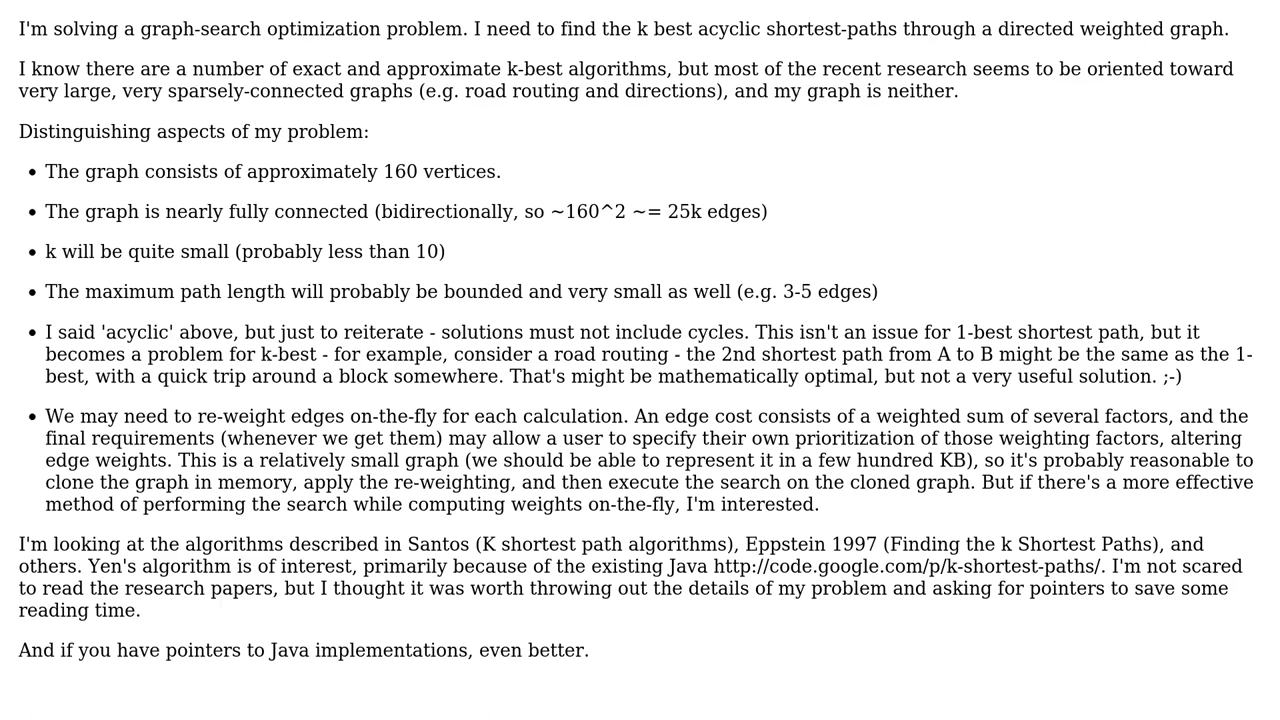 I'm solving a graph-search optimization problem. I need to find the k best acyclic shortest-paths through a directed weighted graph.
I know there are a number of exact and approximate k-best algorithms, but most of the recent research seems to be oriented toward
very large, very sparsely-connected graphs (e.g. road routing and directions), and my graph is neither.
Distinguishing aspects of my problem:
• The graph consists of approximately 160 vertices.
• The graph is nearly fully connected (bidirectionally, so ~160^2 ~= 25k edges)
• k will be quite small (probably less than 10)
• The maximum path length will probably be bounded and very small as well (e.g. 3-5 edges)
• I said 'acyclic' above, but just to reiterate - solutions must not include cycles. This isn't an issue for 1-best shortest path, but it
becomes a problem for k-best - for example, consider a road routing - the 2nd shortest path from A to B might be the same as the 1-
best, with a quick trip around a block somewhere. That's might be mathematically optimal, but not a very useful solution. ;-)
• We may need to re-weight edges on-the-fly for each calculation. An edge cost consists of a weighted sum of several factors, and the
final requirements (whenever we get them) may allow a user to specify their own prioritization of those weighting factors, altering
edge weights. This is a relatively small graph (we should be able to represent it in a few hundred KB), so it's probably reasonable to
clone the graph in memory, apply the re-weighting, and then execute the search on the cloned graph. But if there's a more effective
method of performing the search while computing weights on-the-fly, I'm interested.
I'm looking at the algorithms described in Santos (K shortest path algorithms), Eppstein 1997 (Finding the k Shortest Paths), and
others. Yen's algorithm is of interest, primarily because of the existing Java http://code.google.com/p/k-shortest-paths/. I'm not scared
to read the research papers, but I thought it was worth throwing out the details of my problem and asking for pointers to save some
reading time.
And if you have pointers to Java implementations, even better.